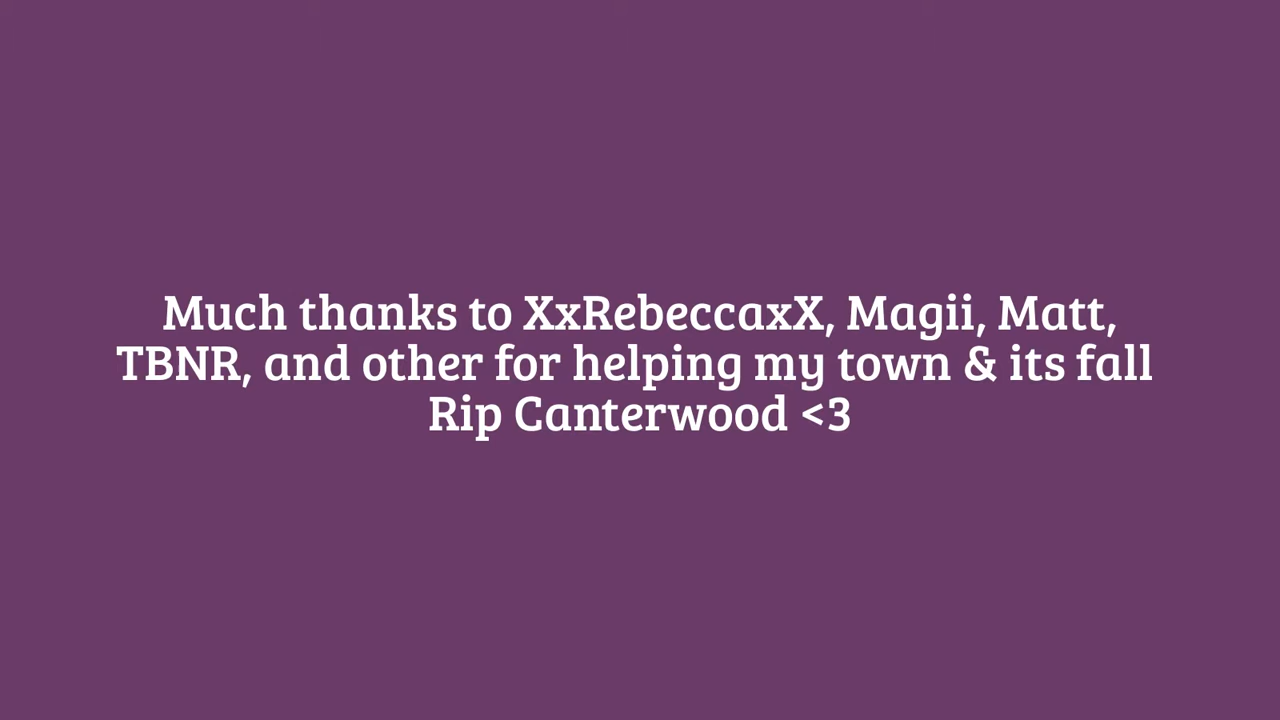 Much thanks to XxRebeccaxX, Magii, Matt,
TBNR, and other for helping my town & its fall
Rip Canterwood <3